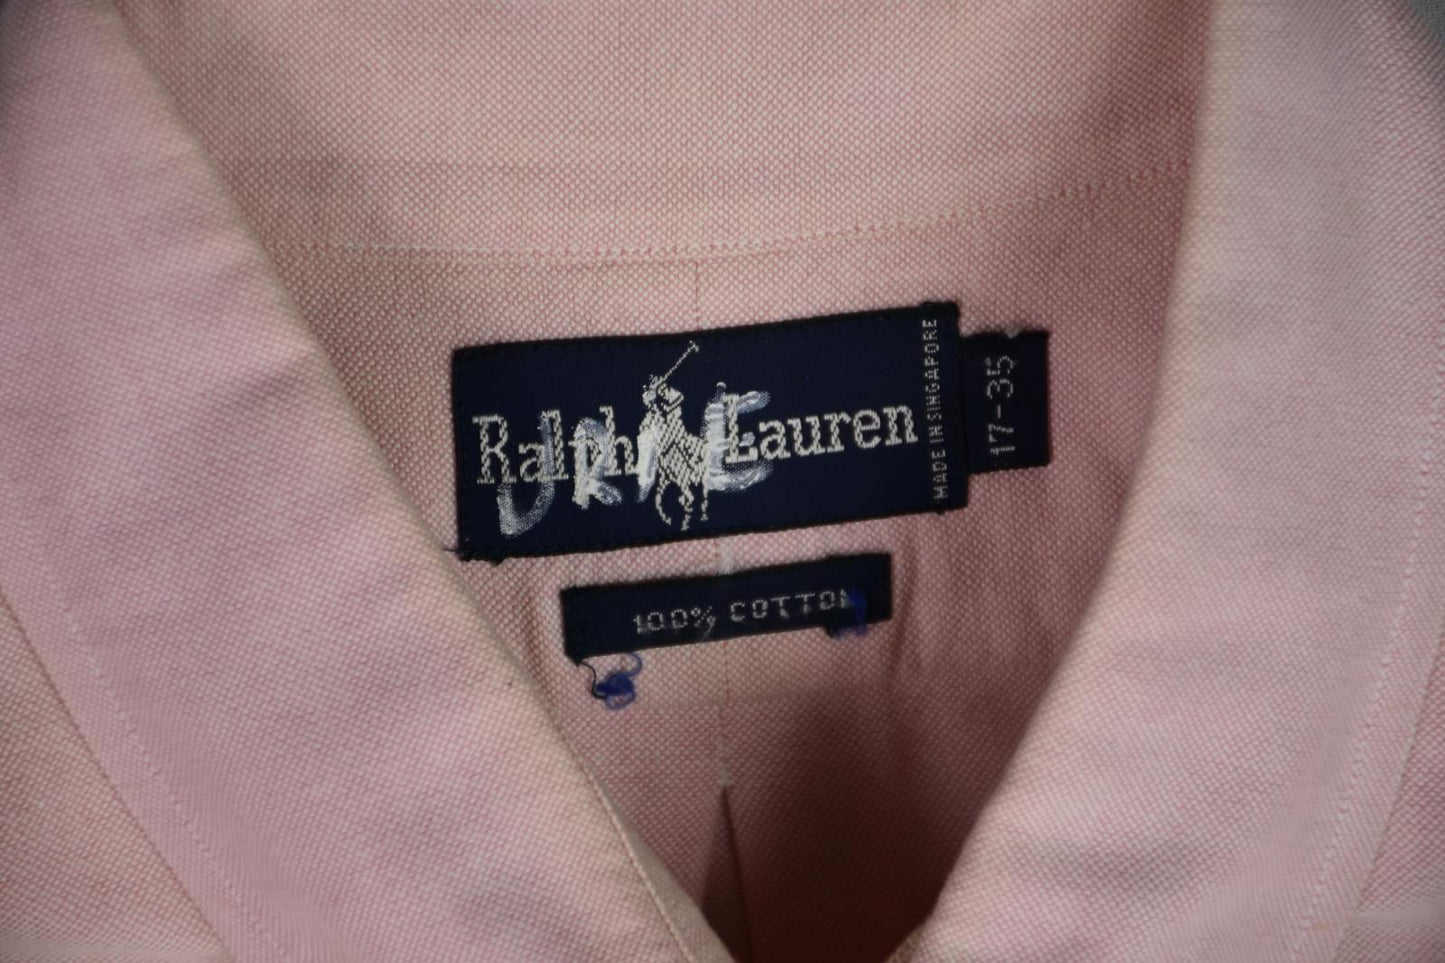 Ralph Lauren
MADE IN SINGAPORE
17-35
100% COTTON